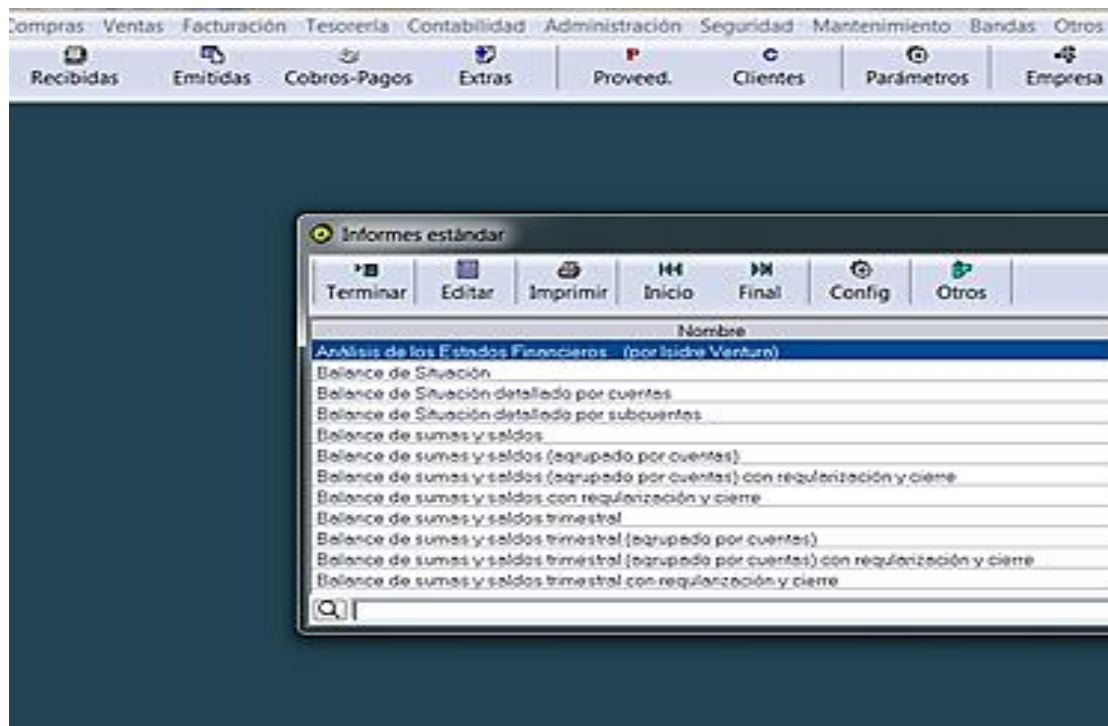 Compras Ventas Facturación Tesorería Contabilidad Administración Seguridad Mantenimiento Bandas Otros
Recibidas Emitidas Cobros-Pagos Extras P Proveed. C Clientes Parámetros Empresa
Informes estándar
Terminar Editar Imprimir Inicio Final Config Otros
Nombre
Análisis de los Estados Financieros (por Isidre Ventura)
Balance de Situación
Balance de Situación detallado por cuentas
Balance de Situación detallado por subcuentas
Balance de sumas y saldos
Balance de sumas y saldos (agrupado por cuentas)
Balance de sumas y saldos (agrupado por cuentas) con regularización y cierre
Balance de sumas y saldos con regularización y cierre
Balance de sumas y saldos trimestral
Balance de sumas y saldos trimestral (agrupado por cuentas)
Balance de sumas y saldos trimestral (agrupado por cuentas) con regularización y cierre
Balance de sumas y saldos trimestral con regularización y cierre